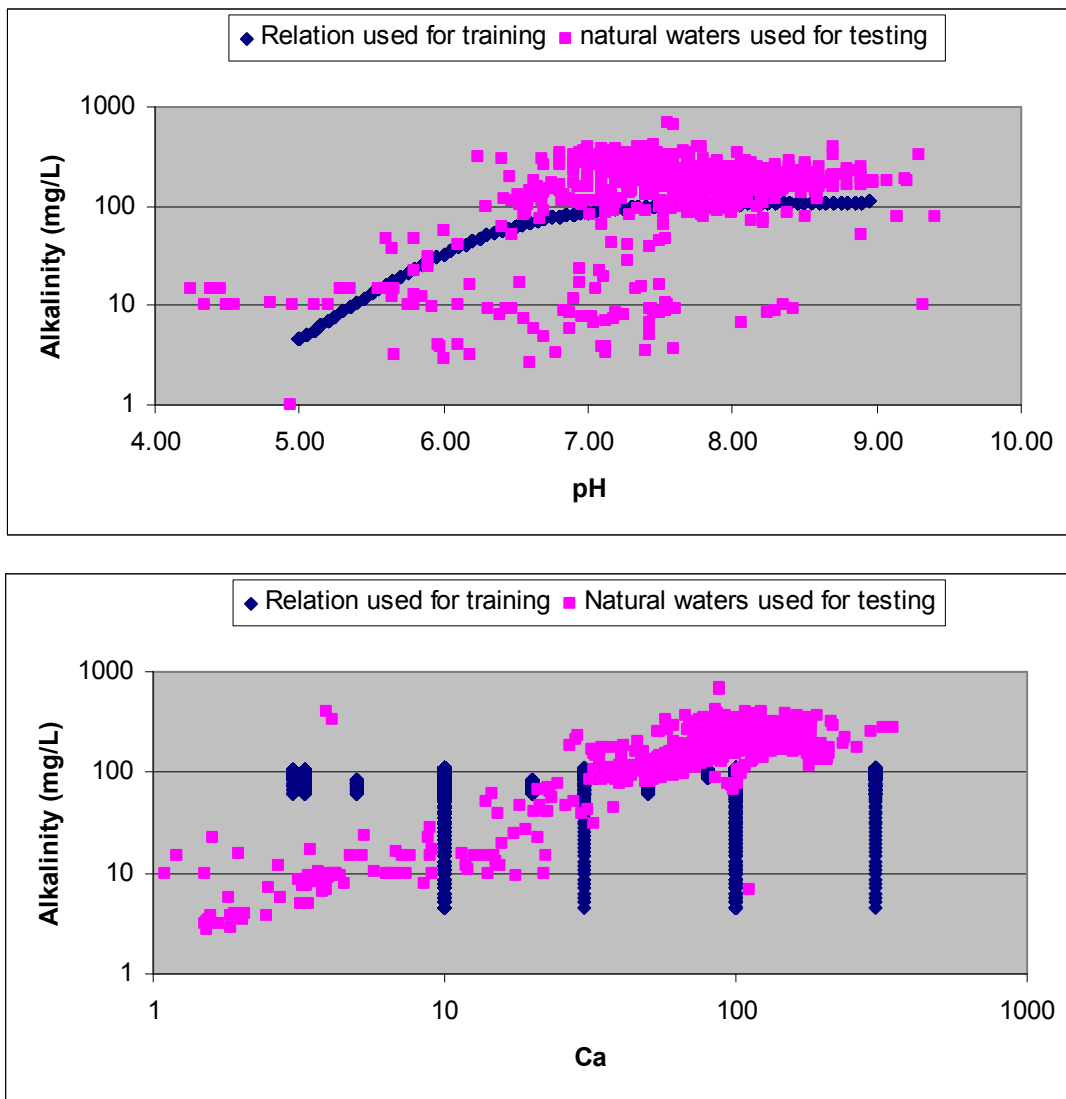 Relation used for training natural waters used for testing
1000
100
10
1
Alkalinity (mg/L)
4.00 5.00 6.00 7.00 8.00 9.00 10.00
pH
Relation used for training Natural waters used for testing
1000
100
10
1
Alkalinity (mg/L)
1 10 100 1000
Ca